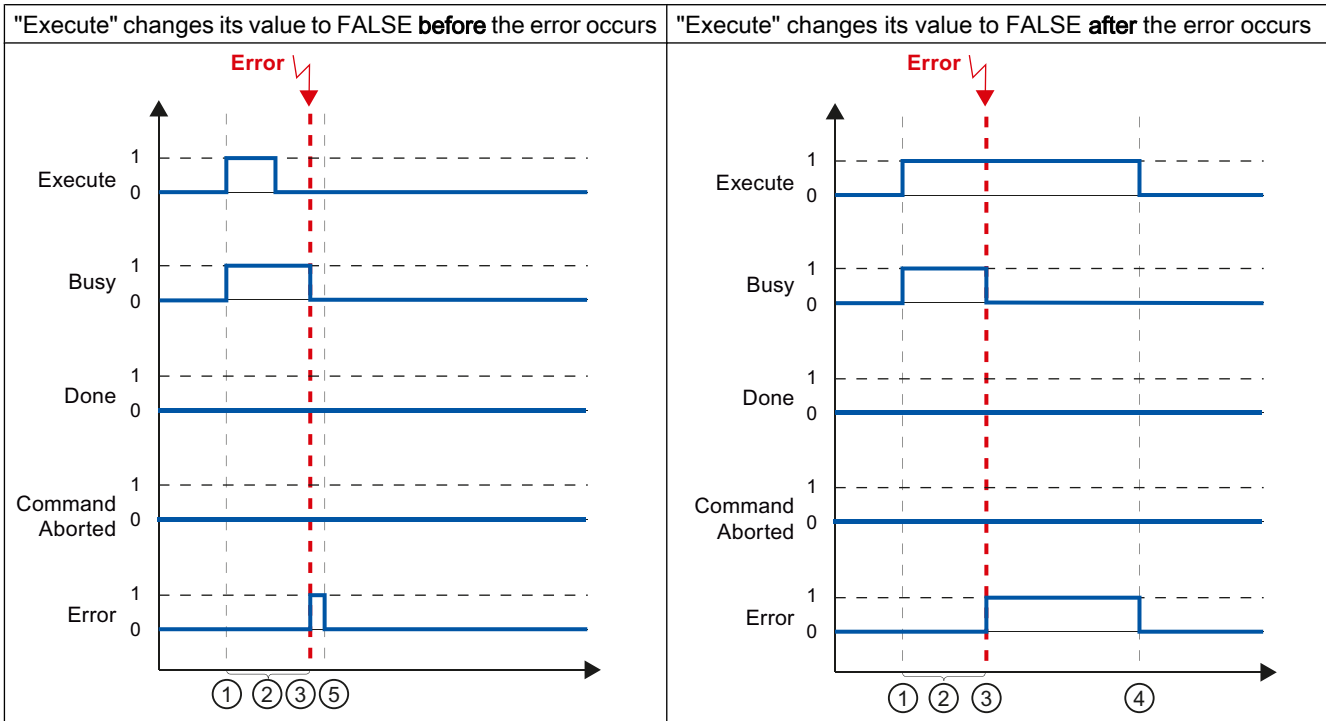 "Execute" changes its value to FALSE before the error occurs
Error
1
Execute
0
1
Busy
0
1
Done
0
1
Command
Aborted
0
1
Error
0
① ② ③ ⑤
"Execute" changes its value to FALSE after the error occurs
Error
1
Execute
0
1
Busy
0
1
Done
0
1
Command
Aborted
0
1
Error
0
① ② ③ ④